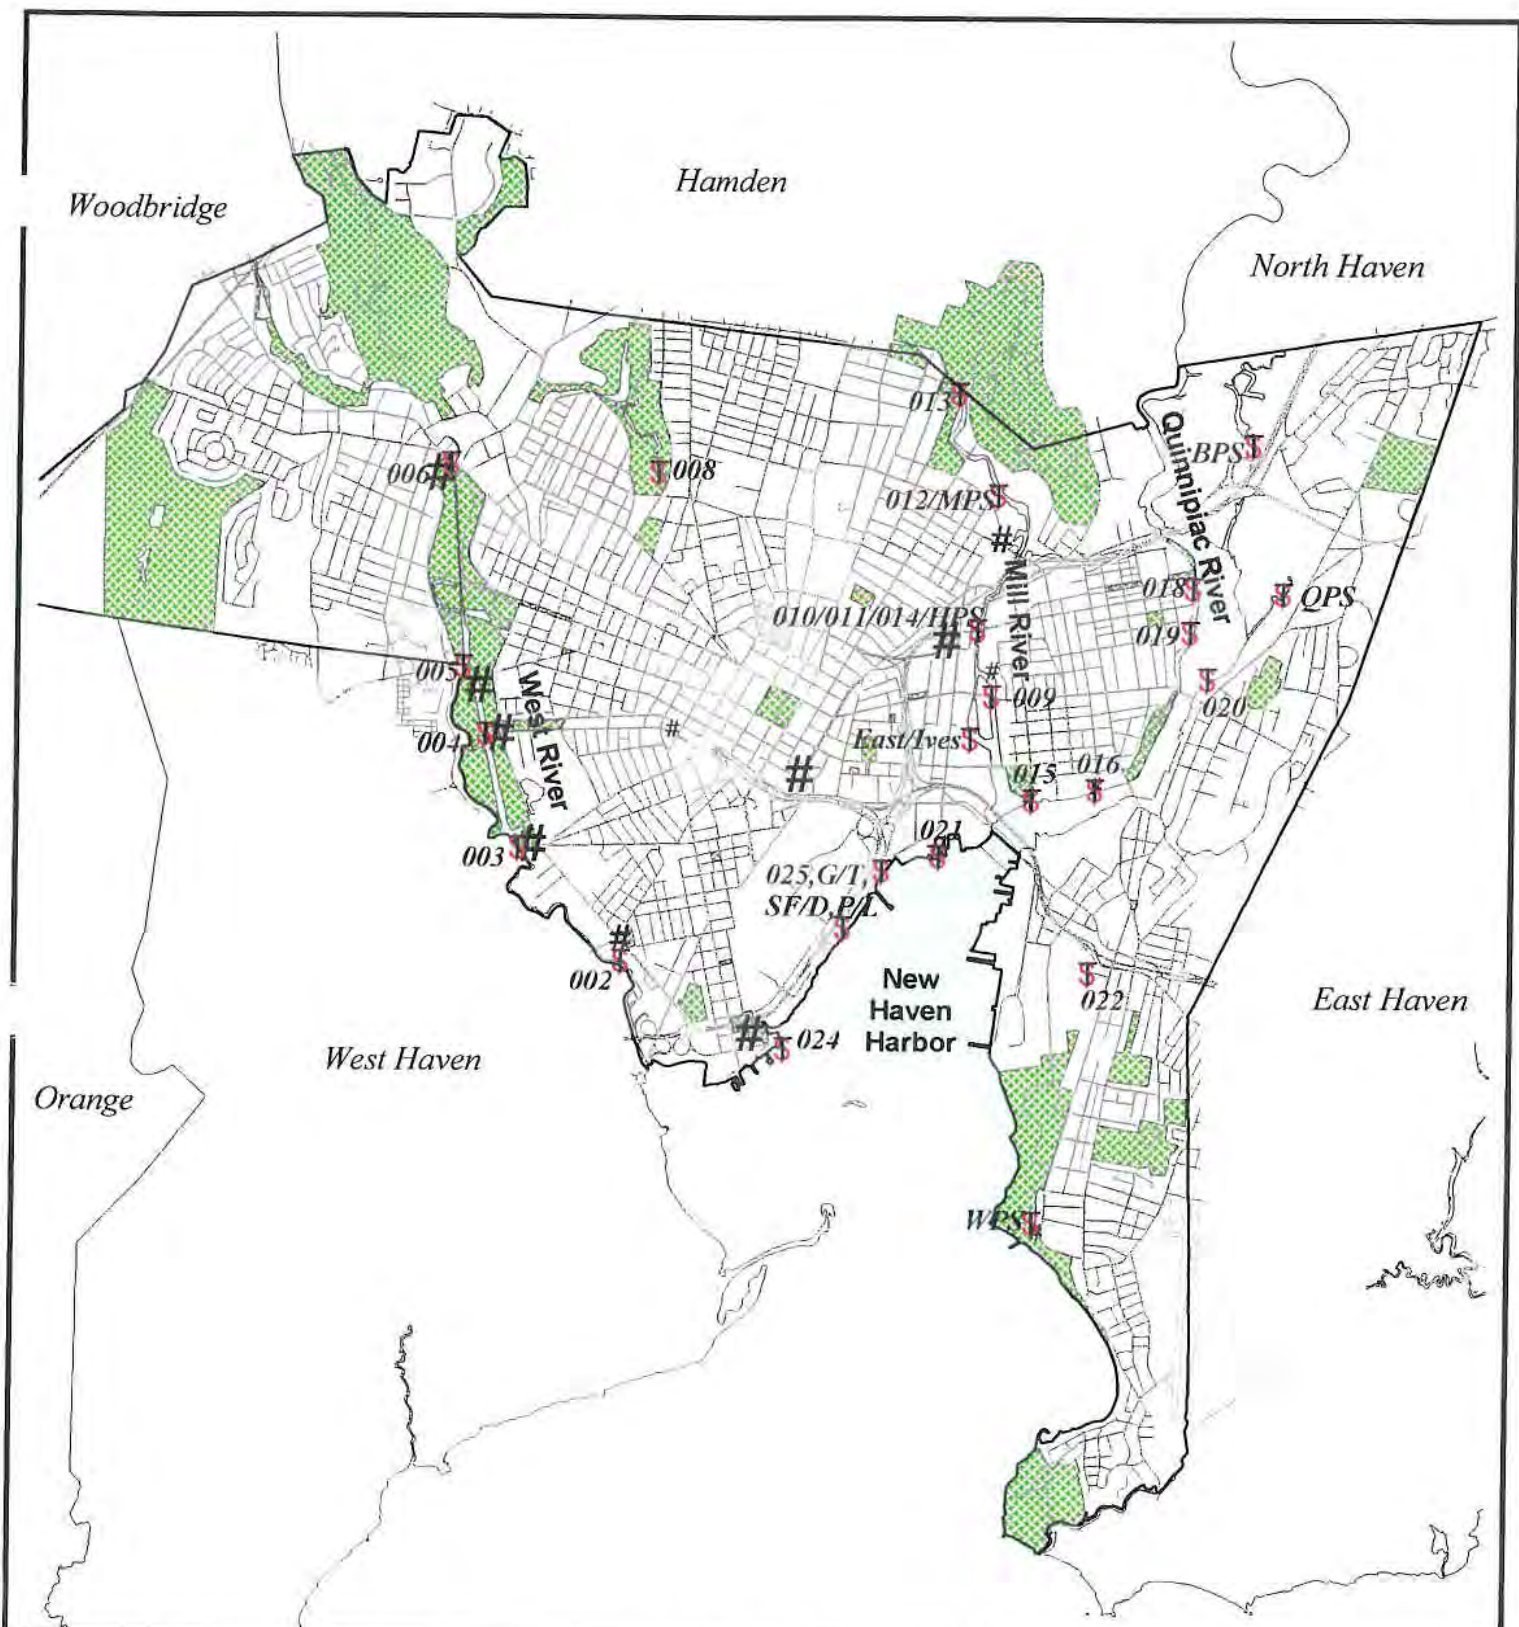 Hamden
Woodbridge
North Haven
013
BPS
006
008
Quinnipiac River
012/MPS
Mill River
018
QPS
010/011/014/HPS
019
005
West River
009
020
004
East/Ives
015
016
003
021
025,G/T,
SF/D,P/L
002
022
New
Haven
Harbor
East Haven
024
West Haven
Orange
WPS